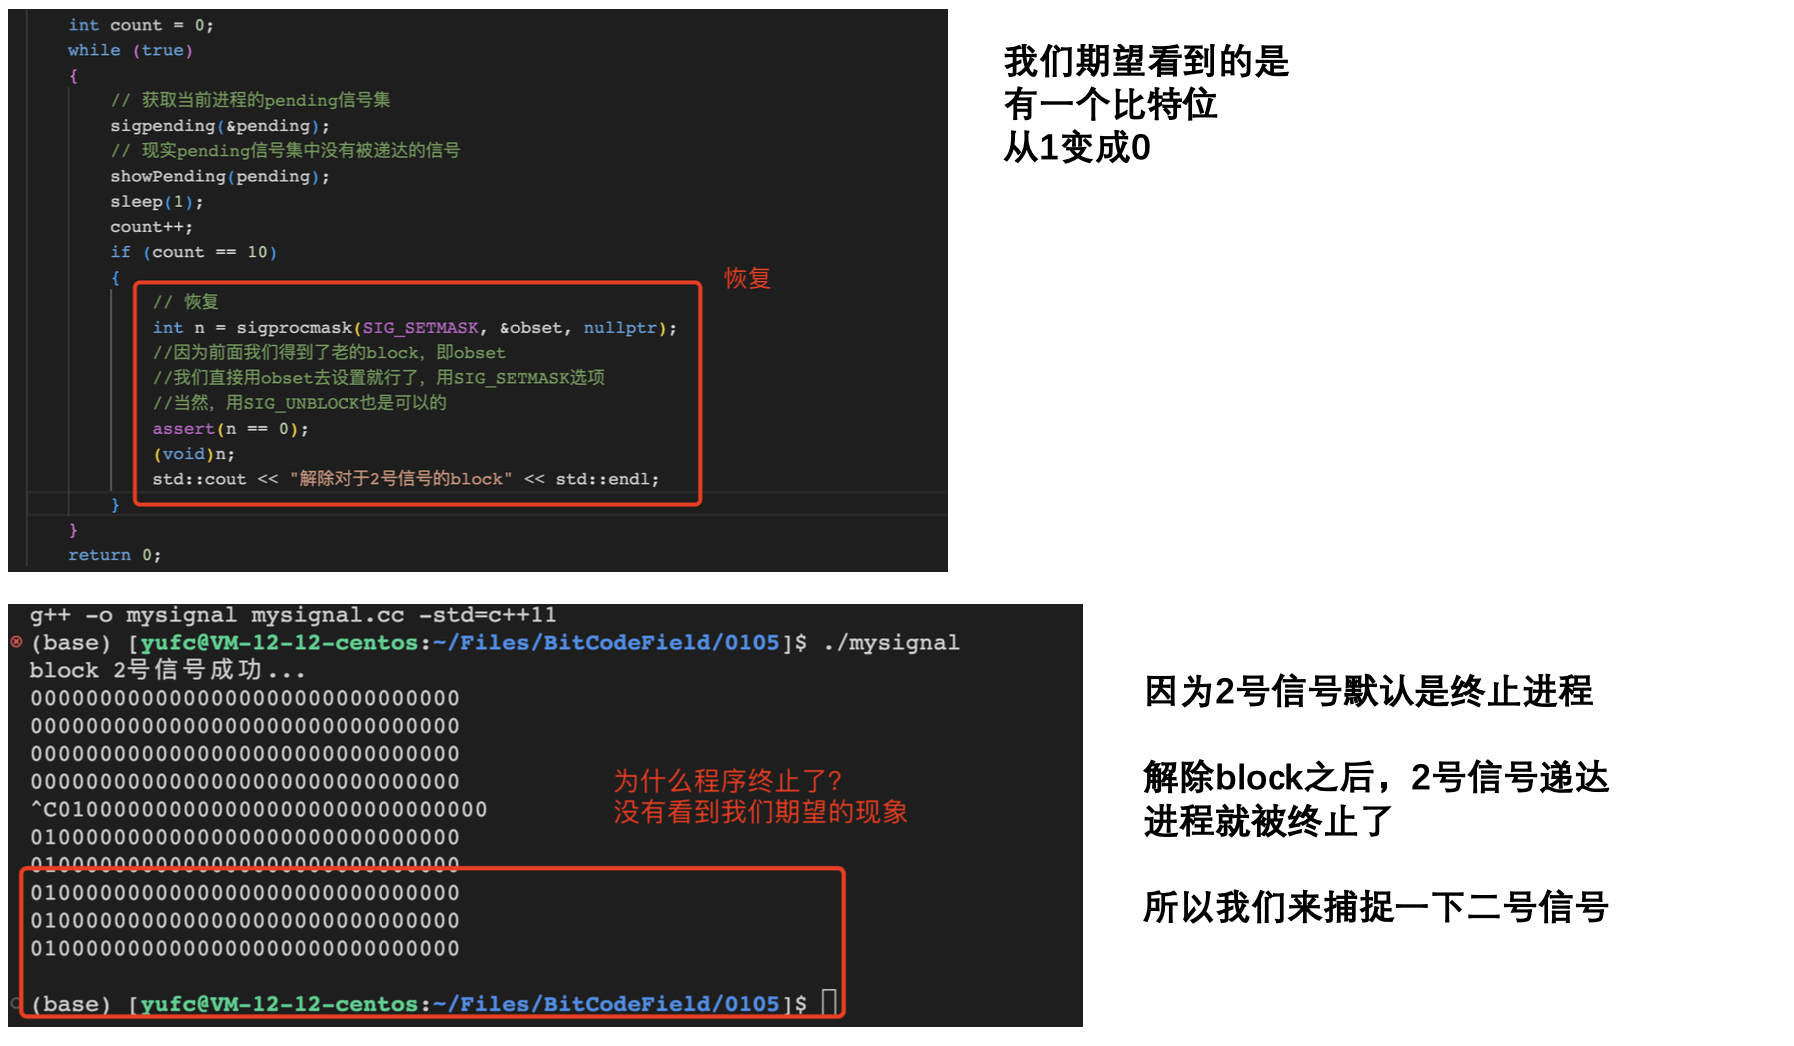 int count = 0;
while (true)
{
// 获取当前进程的pending信号集
sigpending(&pending);
// 现实pending信号集中没有被递达的信号
showPending(pending);
sleep(1);
count++;
if (count == 10)
{
// 恢复
int n = sigprocmask(SIG_SETMASK, &obset, nullptr);
//因为前面我们得到了老的block，即obset
//我们直接用obset去设置就行了，用SIG_SETMASK选项
//当然，用SIG_UNBLOCK也是可以的
assert(n == 0);
(void)n;
std::cout << "解除对于2号信号的block" << std::endl;
}
}
return 0;
恢复
我们期望看到的是
有一个比特位
从1变成0
g++ -o mysignal mysignal.cc -std=c++11
(base) [yufc@VM-12-12-centos:~/Files/BitCodeField/0105]$ ./mysignal
block 2号信号成功...
0000000000000000000000000000000
0000000000000000000000000000000
0000000000000000000000000000000
0000000000000000000000000000000
^C0100000000000000000000000000000
0100000000000000000000000000000
0100000000000000000000000000000
0100000000000000000000000000000
0100000000000000000000000000000
0100000000000000000000000000000
(base) [yufc@VM-12-12-centos:~/Files/BitCodeField/0105]$
为什么程序终止了?
没有看到我们期望的现象
因为2号信号默认是终止进程
解除block之后，2号信号递达
进程就被终止了
所以我们来捕捉一下二号信号